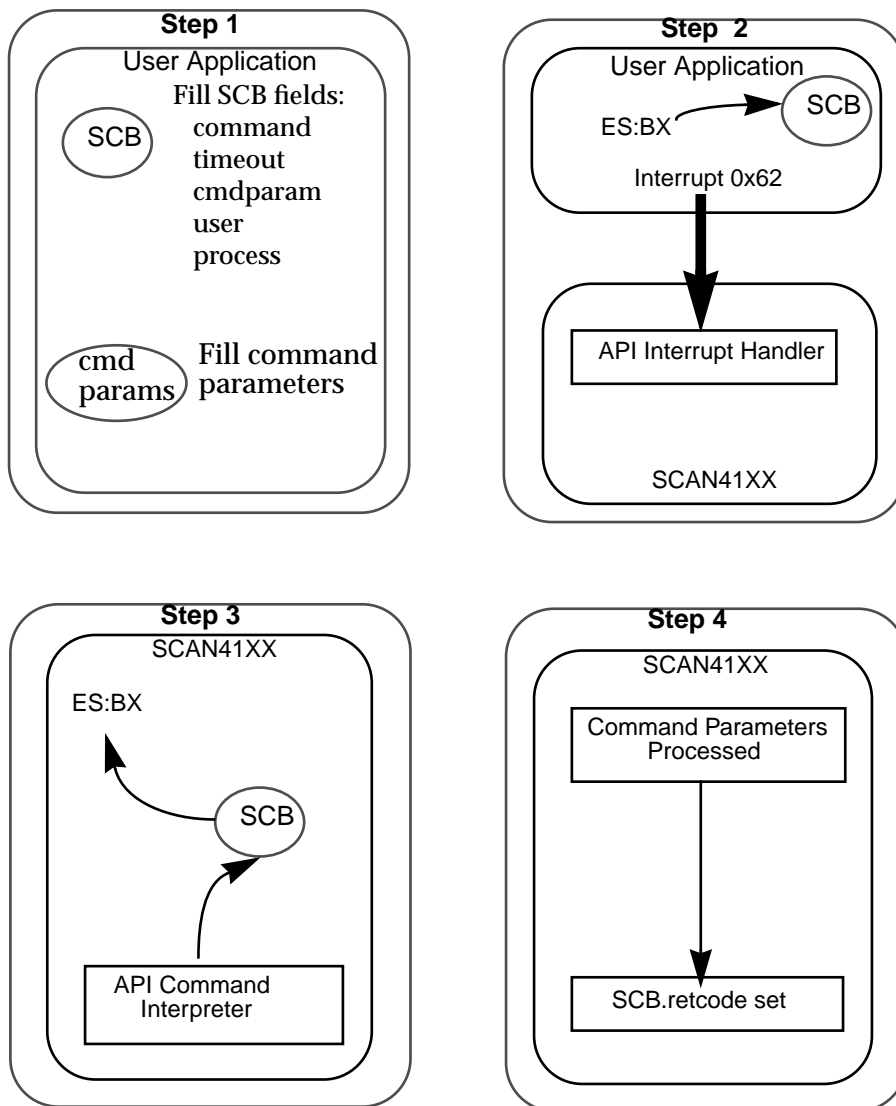 Step 1
User Application
SCB
Fill SCB fields:
command
timeout
cmdparam
user
process
cmd
params
Fill command
parameters
Step 2
User Application
ES:BX
SCB
Interrupt 0x62
API Interrupt Handler
SCAN41XX
Step 3
SCAN41XX
ES:BX
SCB
API Command
Interpreter
Step 4
SCAN41XX
Command Parameters
Processed
SCB.retcode set